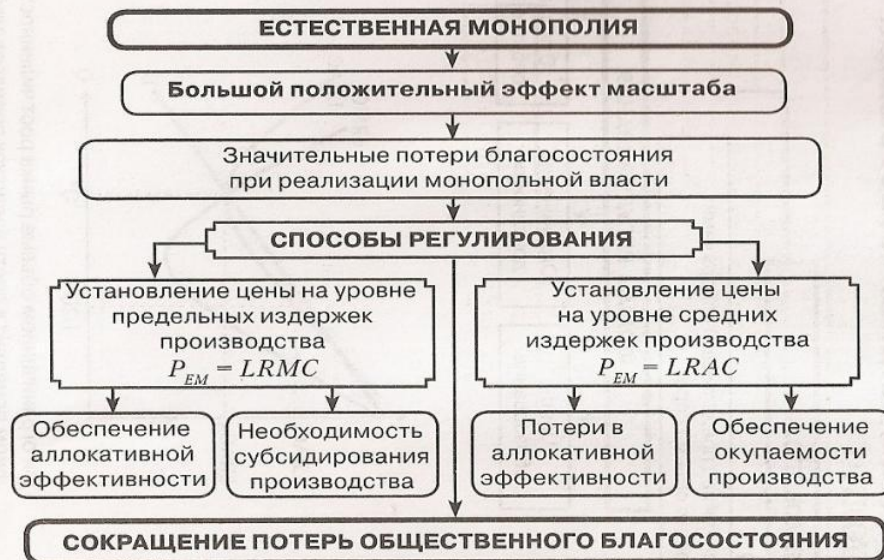 ЕСТЕСТВЕННАЯ МОНОПОЛИЯ
Большой положительный эффект масштаба
Значительные потери благосостояния
при реализации монопольной власти
СПОСОБЫ РЕГУЛИРОВАНИЯ
Установление цены на уровне
предельных издержек
производства
P_EM = LRMC
Установление цены
на уровне средних
издержек производства
P_EM = LRAC
Обеспечение
аллокативной
эффективности
Необходимость
субсидирования
производства
Потери в
аллокативной
эффективности
Обеспечение
окупаемости
производства
СОКРАЩЕНИЕ ПОТЕРЬ ОБЩЕСТВЕННОГО БЛАГОСОСТОЯНИЯ